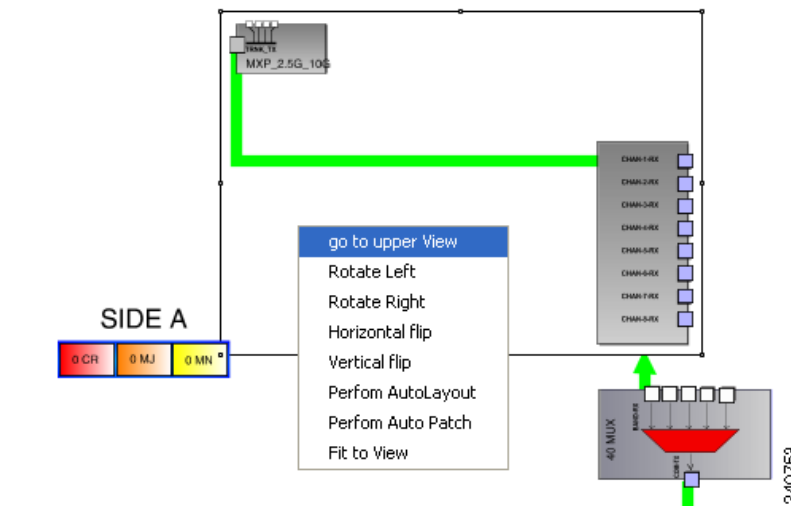 TRNK_TX
MXP_2.5G_10G
CHAN-1-RX
CHAN-2-RX
CHAN-3-RX
CHAN-4-RX
CHAN-5-RX
CHAN-6-RX
CHAN-7-RX
CHAN-8-RX
go to upper View
Rotate Left
Rotate Right
Horizontal flip
Vertical flip
Perfom AutoLayout
Perfom Auto Patch
Fit to View
SIDE A
0 CR
0 MJ
0 MN
40 MUX
BAND-RX
COM-TX